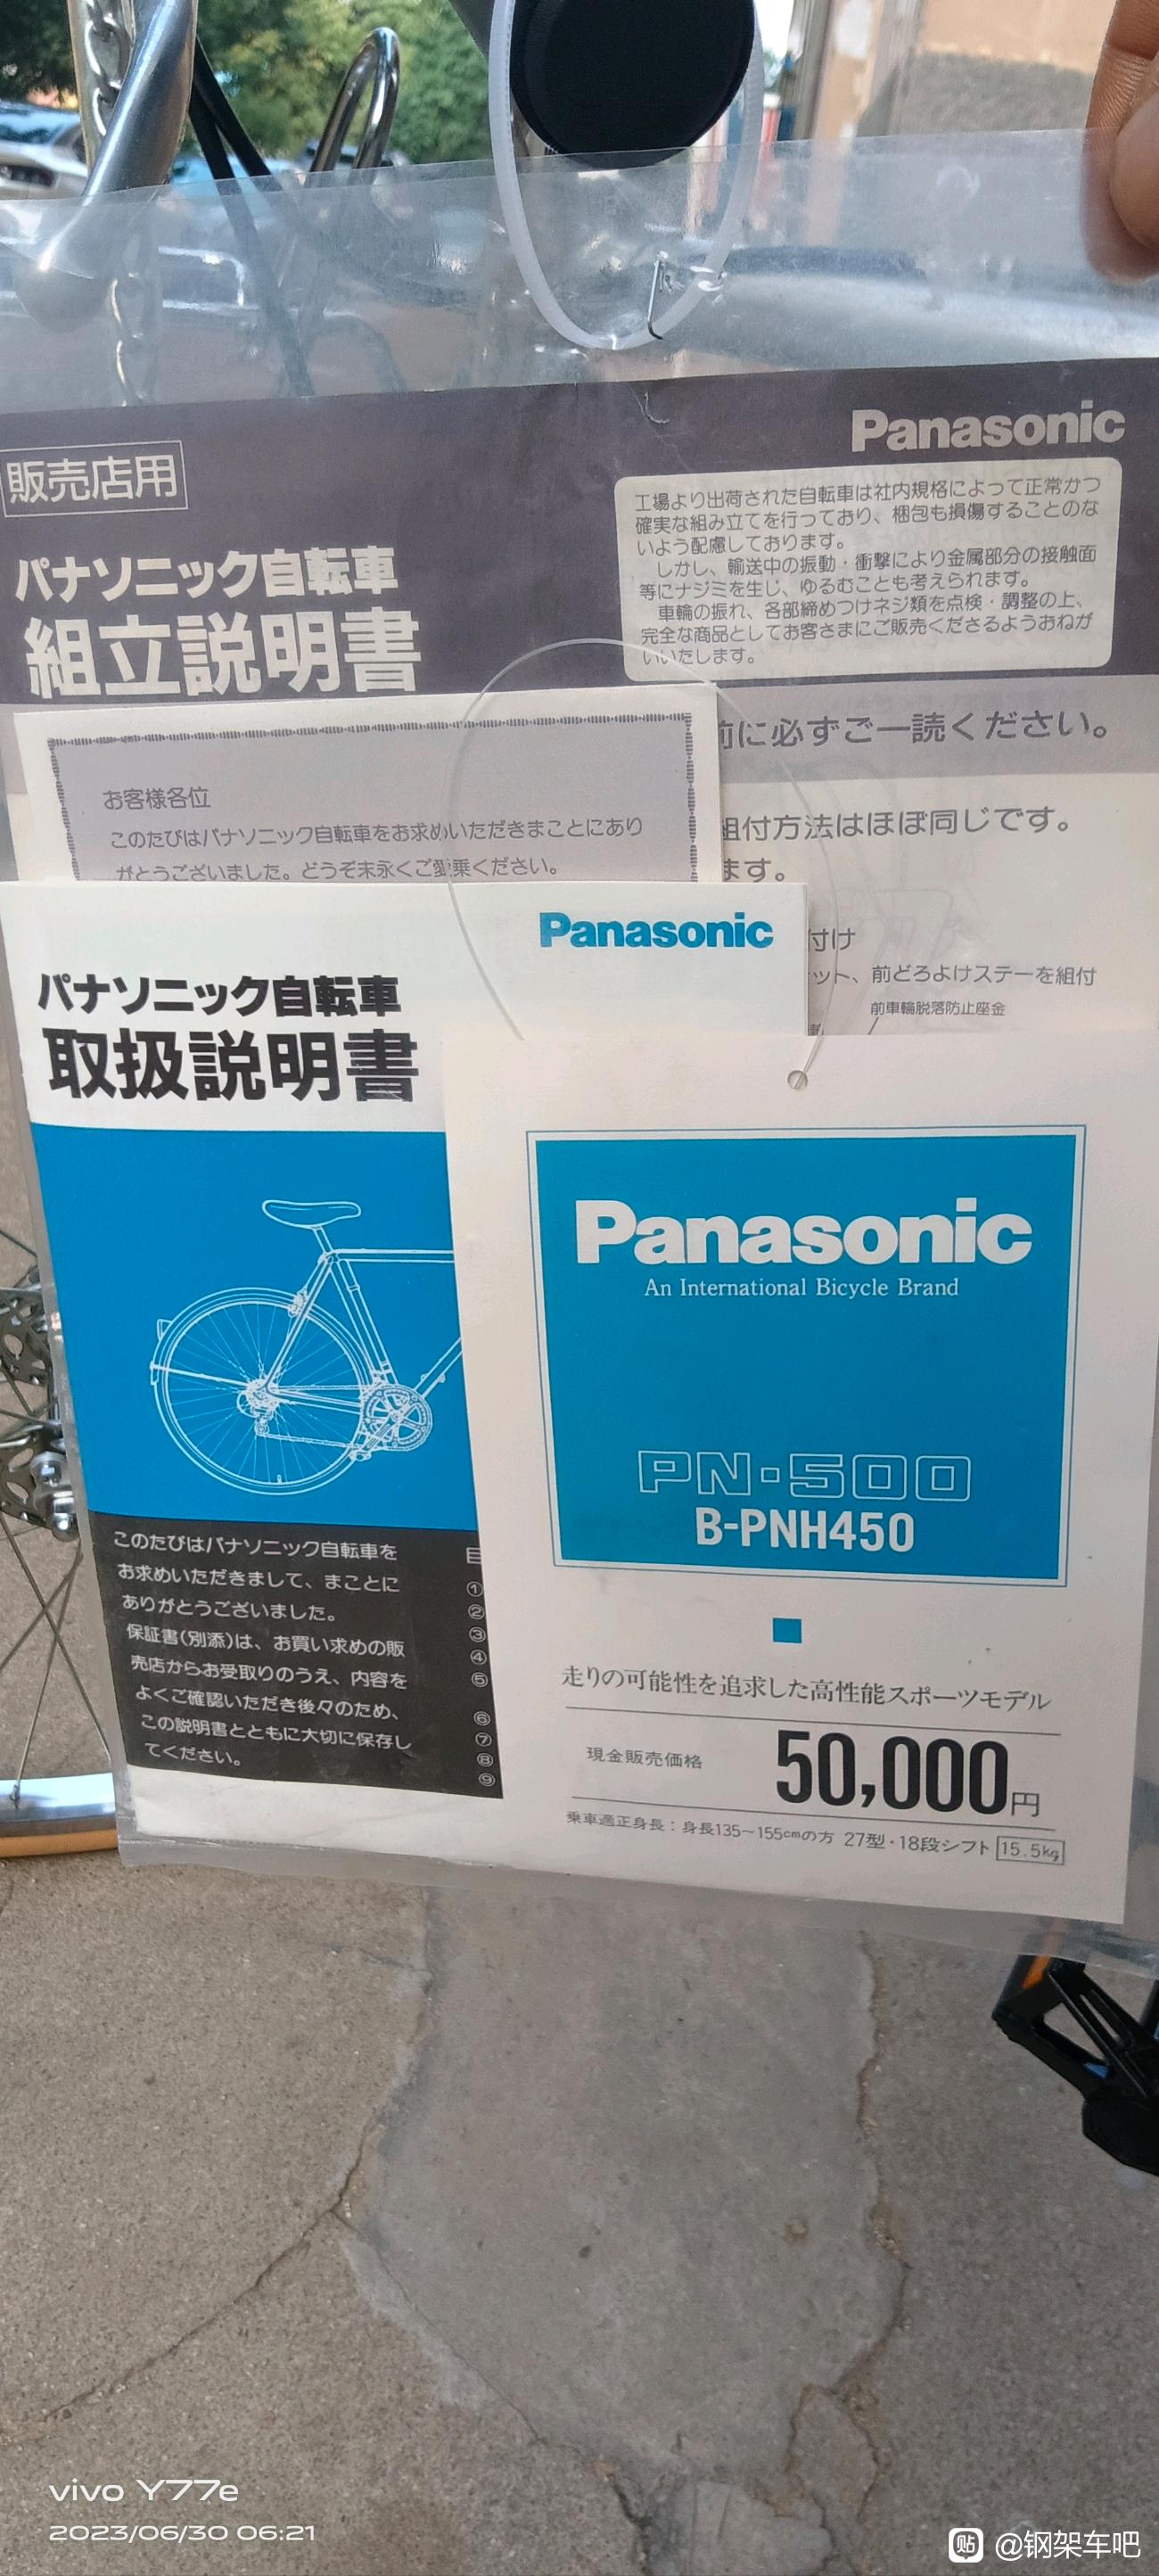 Panasonic
販売店用
パナソニック自転車
組立説明書
工場より出荷された自転車は社内規格によって正常かつ
確実な組み立てを行っており、梱包も損傷することのな
いよう配慮しております。
しかし、輸送中の振動・衝撃により金属部分の接触面
等にナジミを生じ、ゆるむことも考えられます。
車輪の振れ、各部締めつけネジ類を点検・調整の上、
完全な商品としてお客さまにご販売くださるようおねが
いいたします。
前に必ずご一読ください。
組付方法はほぼ同じです。
ます。
付け
ット、前どろよけステーを組付
前車輪脱落防止座金
お客様各位
このたびはパナソニック自転車をお求めいただきまことにあり
がとうございました。どうぞ末永くご愛乗ください。
Panasonic
パナソニック自転車
取扱説明書
このたびはパナソニック自転車を
お求めいただきまして、まことに
ありがとうございました。
保証書(別添)は、お買い求めの販
売店からお受取りのうえ、内容を
よくご確認いただき後々のため、
この説明書とともに大切に保存し
てください。
①
②
③
④
⑤
⑥
⑦
⑧
⑨
Panasonic
An International Bicycle Brand
PN-500
B-PNH450
走りの可能性を追求した高性能スポーツモデル
現金販売価格 50,000円
乗車適正身長：身長135～155cmの方 27型・18段シフト 15.5kg
vivo Y77e
2023/06/30 06:21
贴 @钢架车吧